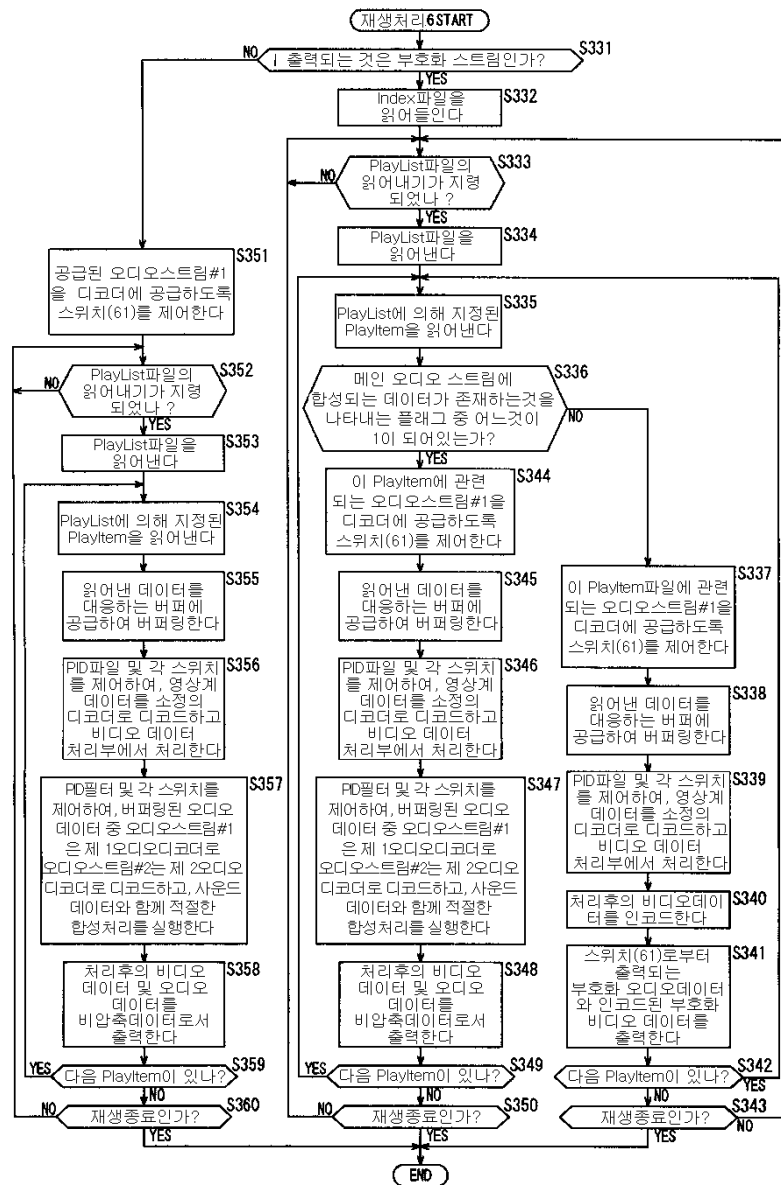 재생처리6START
S331
NO
출력되는 것은 부호화 스트림인가?
YES
S332
Index파일을
읽어들인다
S333
PlayList파일의
읽어내기가 지령
되었나 ?
NO
YES
S334
PlayList파일을
읽어낸다
S335
PlayList에 의해 지정된
PlayItem을 읽어낸다
S336
메인 오디오 스트림에
합성되는 데이터가 존재하는것을
나타내는 플래그 중 어느것이
1이 되어있는가?
NO
YES
S344
이 PlayItem에 관련
되는 오디오스트림#1을
디코더에 공급하도록
스위치(61)를 제어한다
S345
읽어낸 데이터를
대응하는 버퍼에
공급하여 버퍼링한다
S346
PID파일 및 각 스위치
를 제어하여, 영상계
데이터를 소정의
디코더로 디코드하고
비디오 데이터
처리부에서 처리한다
S347
PID필터 및 각 스위치를
제어하여, 버퍼링된 오디오
데이터 중 오디오스트림#1
은 제 1오디오디코더로
오디오스트림#2는 제 2오디오
디코더로 디코드하고, 사운드
데이터와 함께 적절한
합성처리를 실행한다
S348
처리후의 비디오
데이터 및 오디오
데이터를
비압축데이터로서
출력한다
S349
YES
다음 PlayItem이 있나?
NO
S350
NO
재생종료인가?
YES
S351
공급된 오디오스트림#1
을 디코더에 공급하도록
스위치(61)를 제어한다
S352
PlayList파일의
읽어내기가 지령
되었나 ?
NO
YES
S353
PlayList파일을
읽어낸다
S354
PlayList에 의해 지정된
PlayItem을 읽어낸다
S355
읽어낸 데이터를
대응하는 버퍼에
공급하여 버퍼링한다
S356
PID파일 및 각 스위치
를 제어하여, 영상계
데이터를 소정의
디코더로 디코드하고
비디오 데이터
처리부에서 처리한다
S357
PID필터 및 각 스위치를
제어하여, 버퍼링된 오디오
데이터 중 오디오스트림#1
은 제 1오디오디코더로
오디오스트림#2는 제 2오디오
디코더로 디코드하고, 사운드
데이터와 함께 적절한
합성처리를 실행한다
S358
처리후의 비디오
데이터 및 오디오
데이터를
비압축데이터로서
출력한다
S359
YES
다음 PlayItem이 있나?
NO
S360
NO
재생종료인가?
YES
S337
이 PlayItem파일에 관련
되는 오디오스트림#1을
디코더에 공급하도록
스위치(61)를 제어한다
S338
읽어낸 데이터를
대응하는 버퍼에
공급하여 버퍼링한다
S339
PID파일 및 각 스위치
를 제어하여, 영상계
데이터를 소정의
디코더로 디코드하고
비디오 데이터
처리부에서 처리한다
S340
처리후의 비디오데이
터를 인코드한다
S341
스위치(61)로부터
출력되는
부호화 오디오데이터
와 인코드된 부호화
비디오 데이터를
출력한다
S342
다음 PlayItem이 있나?
YES
NO
S343
재생종료인가?
NO
YES
END